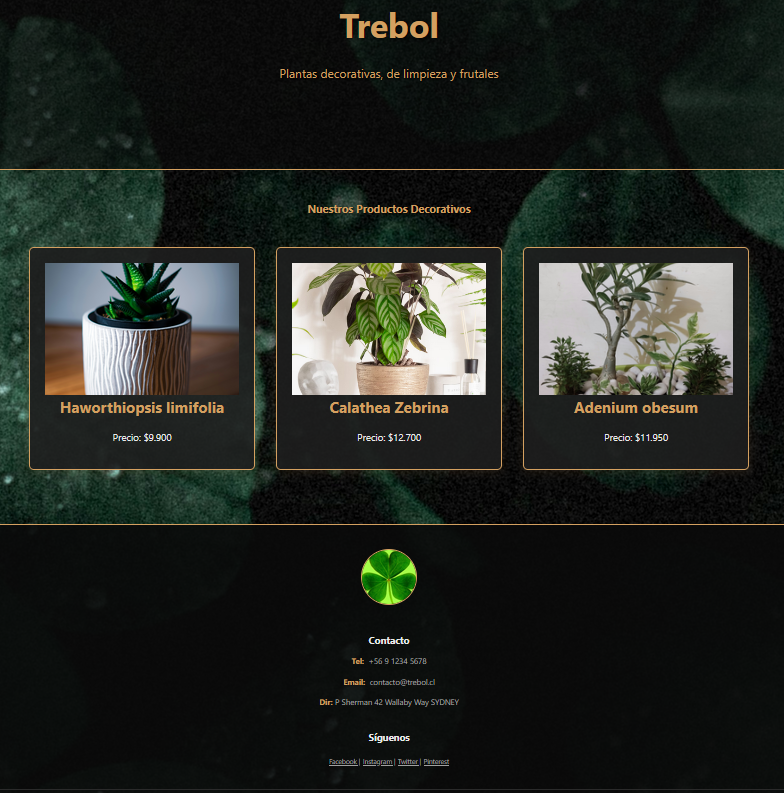 Trebol
Plantas decorativas, de limpieza y frutales
Nuestros Productos Decorativos
Haworthiopsis limifolia
Precio: $9.900
Calathea Zebrina
Precio: $12.700
Adenium obesum
Precio: $11.950
Contacto
Tel: +56 9 1234 5678
Email: contacto@trebol.cl
Dir: P Sherman 42 Wallaby Way SYDNEY
Síguenos
Facebook | Instagram | Twitter | Pinterest